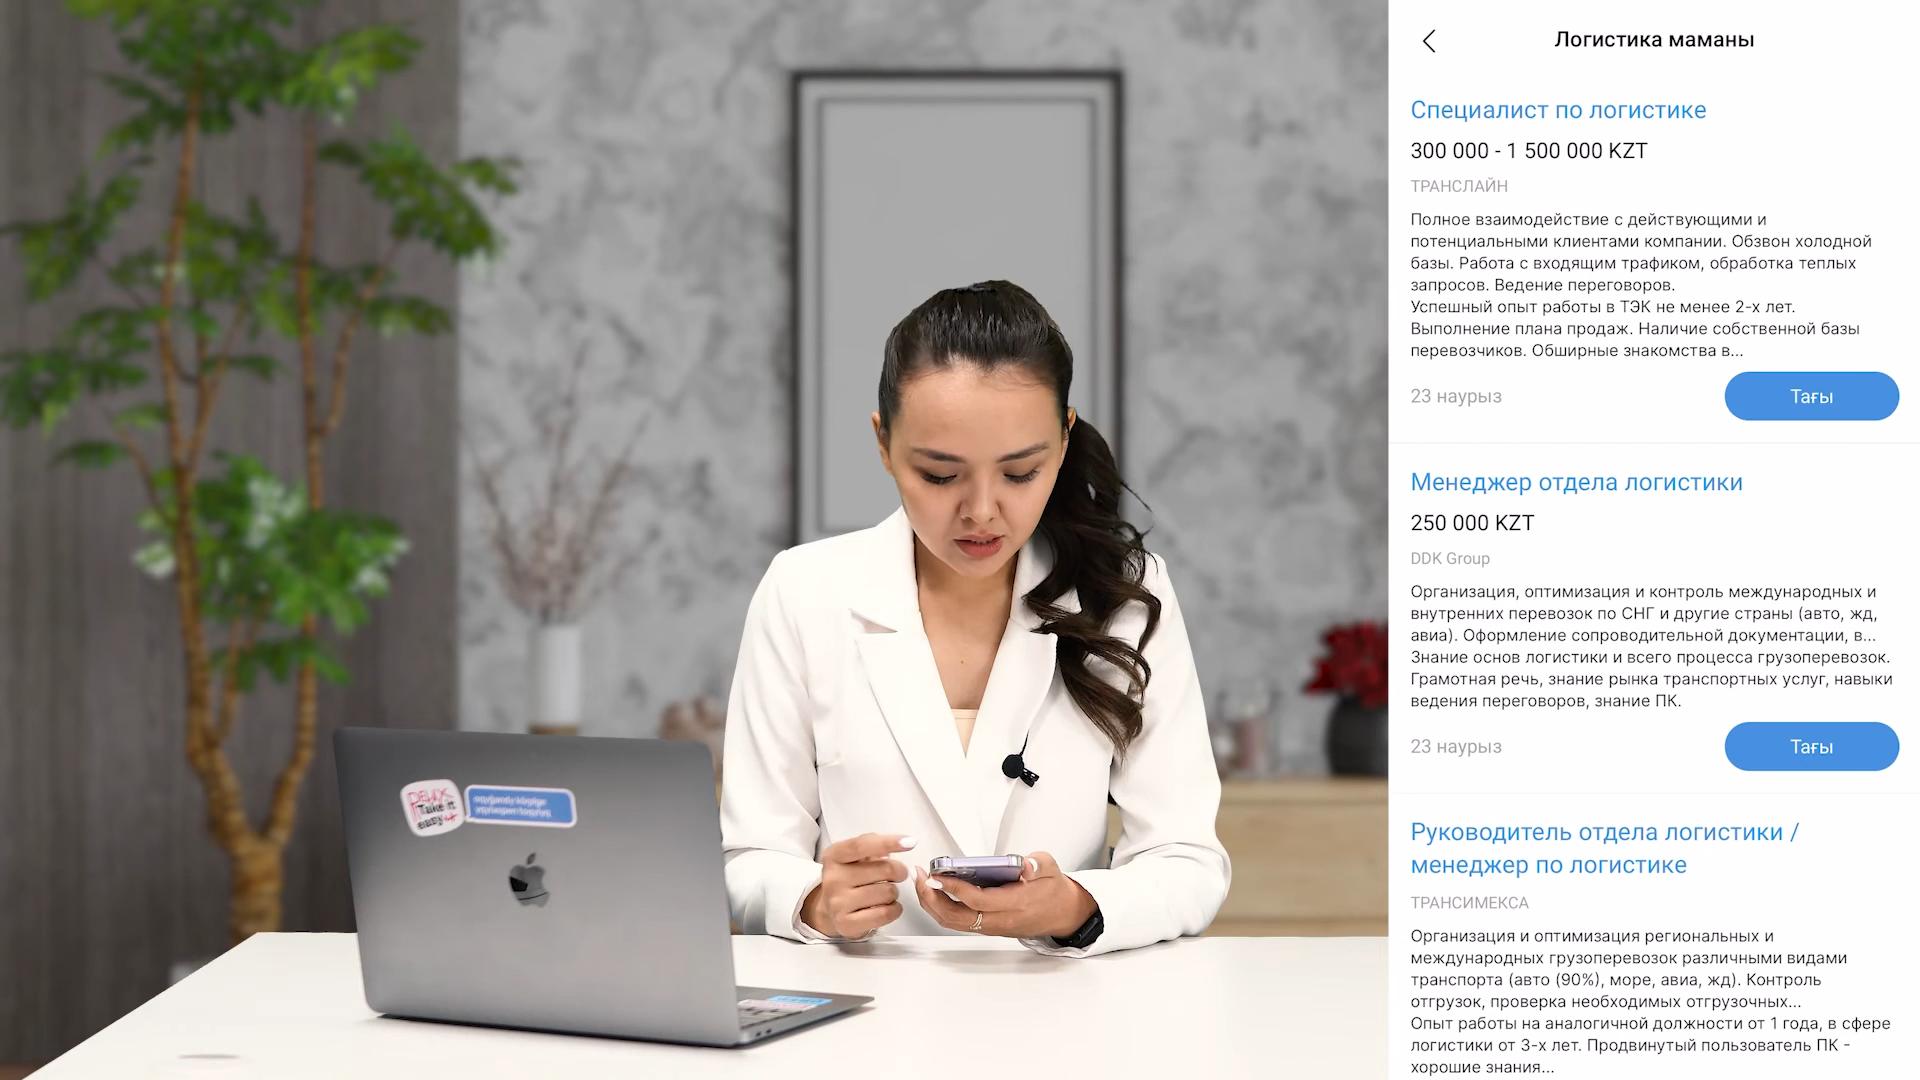 Логистика маманы
Специалист по логистике
300 000 - 1 500 000 KZT
ТРАНСЛАЙН
Полное взаимодействие с действующими и
потенциальными клиентами компании. Обзвон холодной
базы. Работа с входящим трафиком, обработка теплых
запросов. Ведение переговоров.
Успешный опыт работы в ТЭК не менее 2-х лет.
Выполнение плана продаж. Наличие собственной базы
перевозчиков. Обширные знакомства в...
23 наурыз
Тағы
Менеджер отдела логистики
250 000 KZT
DDK Group
Организация, оптимизация и контроль международных и
внутренних перевозок по СНГ и другие страны (авто, жд,
авиа). Оформление сопроводительной документации, в...
Знание основ логистики и всего процесса грузоперевозок.
Грамотная речь, знание рынка транспортных услуг, навыки
ведения переговоров, знание ПК.
23 наурыз
Тағы
Руководитель отдела логистики /
менеджер по логистике
ТРАНСИМЕКСА
Организация и оптимизация региональных и
международных грузоперевозок различными видами
транспорта (авто (90%), море, авиа, жд). Контроль
отгрузок, проверка необходимых отгрузочных...
Опыт работы на аналогичной должности от 1 года, в сфере
логистики от 3-х лет. Продвинутый пользователь ПК -
хорошие знания...
Take it
easy